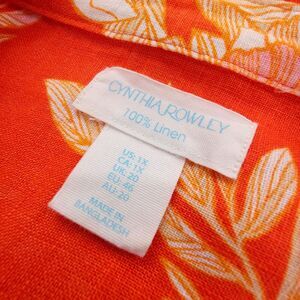 CYNTHIA ROWLEY
100% Linen
US: 1X
CA: 1X
UK: 20
EU: 46
AU: 20
MADE IN
BANGLADESH